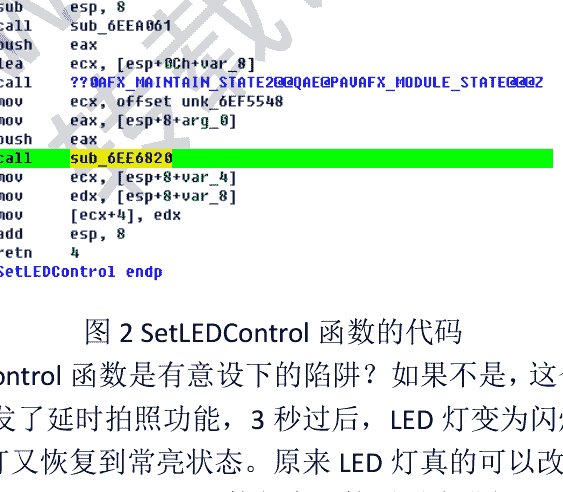 sub esp, 8
call sub_6EEA061
push eax
lea ecx, [esp+0Ch+var_8]
call ??0AFX_MAINTAIN_STATE2@@QAE@PAVAFX_MODULE_STATE@@@Z
mov ecx, offset unk_6EF5548
mov eax, [esp+8+arg_0]
push eax
call sub_6EE6820
mov ecx, [esp+8+var_4]
mov edx, [esp+8+var_8]
mov [ecx+4], edx
add esp, 8
retn 4
SetLEDControl endp
图 2 SetLEDControl 函数的代码
ontrol 函数是有意设下的陷阱？如果不是，这
发了延时拍照功能，3 秒过后，LED 灯变为闪
灯又恢复到常亮状态。原来 LED 灯真的可以改